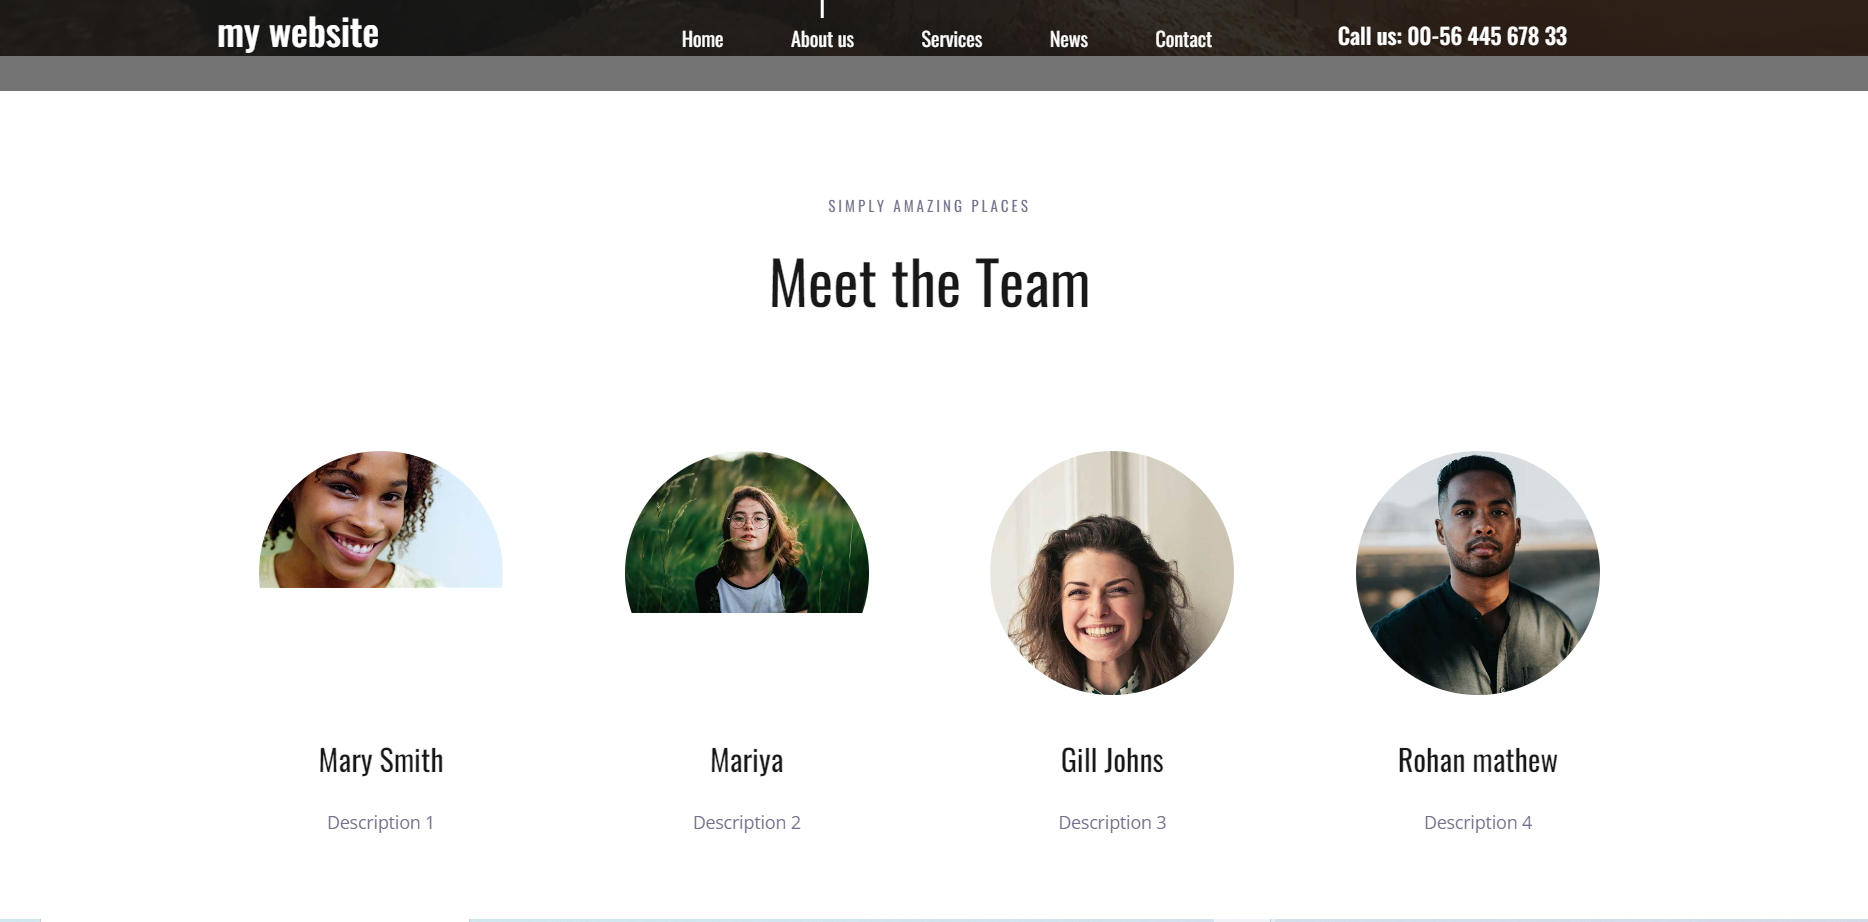 my website
Home About us Services News Contact
Call us: 00-56 445 678 33
SIMPLY AMAZING PLACES
Meet the Team
Mary Smith
Description 1
Mariya
Description 2
Gill Johns
Description 3
Rohan mathew
Description 4